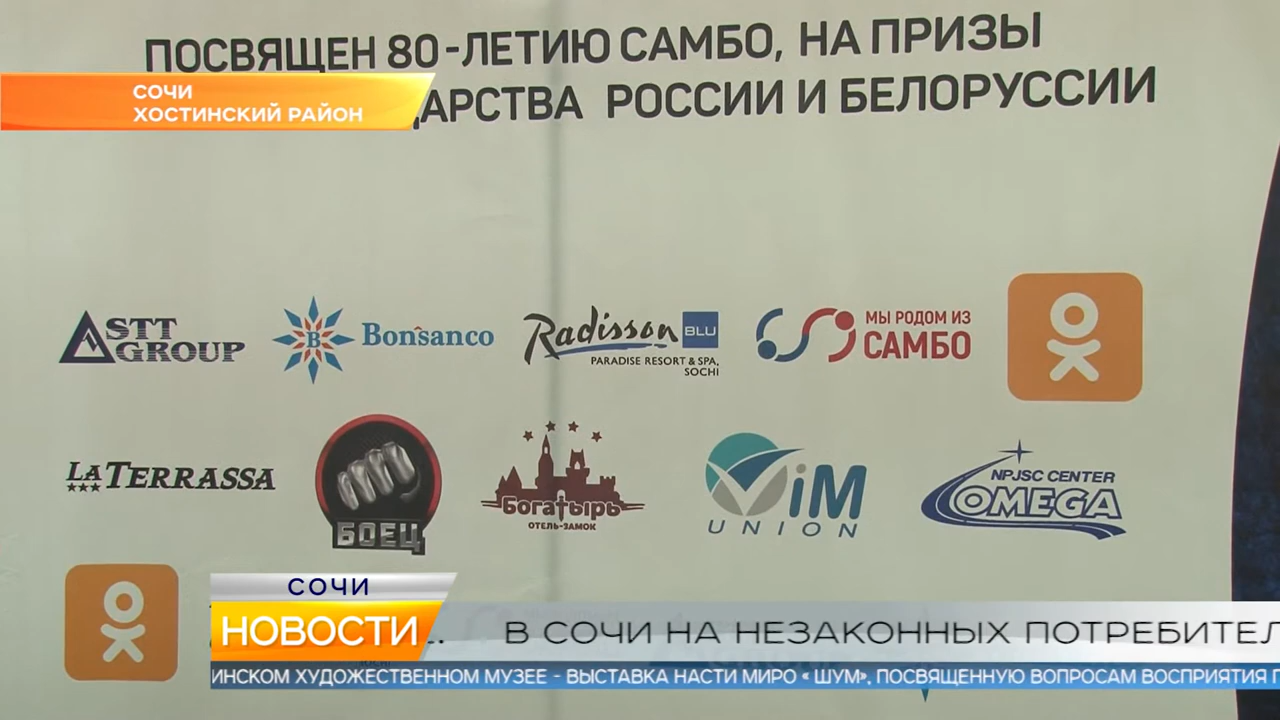 ПОСВЯЩЕН 80-ЛЕТИЮ САМБО, НА ПРИЗЫ
РОССИИ И БЕЛОРУССИИ
СОЧИ
ХОСТИНСКИЙ РАЙОН
STT GROUP
Bonsanco
Radisson BLU
PARADISE RESORT & SPA,
SOCHI
МЫ РОДОМ ИЗ
САМБО
LA TERRASSA
БОЕЦ
Богатырь
ОТЕЛЬ-ЗАМОК
ViM
UNION
NPJSC CENTER
OMEGA
СОЧИ
НОВОСТИ
В СОЧИ НА НЕЗАКОННЫХ ПОТРЕБИТЕЛ
ИНСКОМ ХУДОЖЕСТВЕННОМ МУЗЕЕ - ВЫСТАВКА НАСТИ МИРО « ШУМ», ПОСВЯЩЕННУЮ ВОПРОСАМ ВОСПРИЯТИЯ